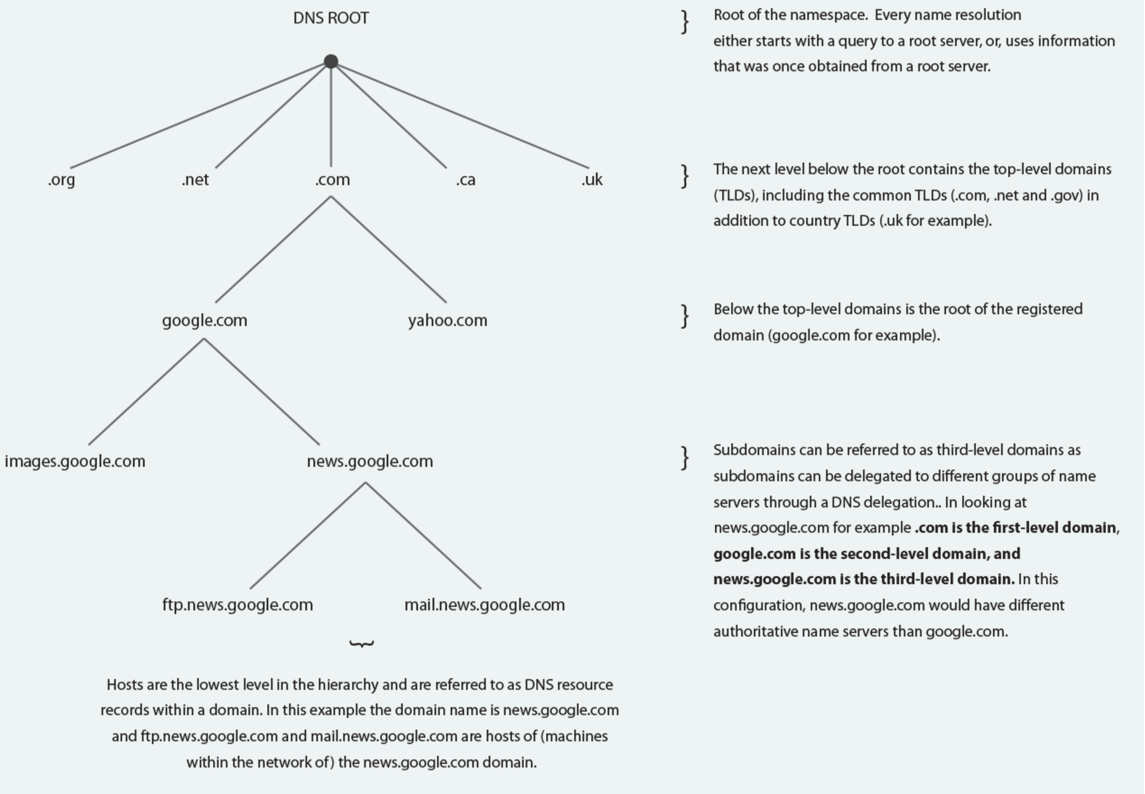 DNS ROOT
} Root of the namespace. Every name resolution
either starts with a query to a root server, or, uses information
that was once obtained from a root server.
.org .net .com .ca .uk
} The next level below the root contains the top-level domains
(TLDs), including the common TLDs (.com, .net and .gov) in
addition to country TLDs (.uk for example).
google.com yahoo.com
} Below the top-level domains is the root of the registered
domain (google.com for example).
images.google.com news.google.com
} Subdomains can be referred to as third-level domains as
subdomains can be delegated to different groups of name
servers through a DNS delegation.. In looking at
news.google.com for example .com is the first-level domain,
google.com is the second-level domain, and
news.google.com is the third-level domain. In this
configuration, news.google.com would have different
authoritative name servers than google.com.
ftp.news.google.com mail.news.google.com
Hosts are the lowest level in the hierarchy and are referred to as DNS resource
records within a domain. In this example the domain name is news.google.com
and ftp.news.google.com and mail.news.google.com are hosts of (machines
within the network of) the news.google.com domain.